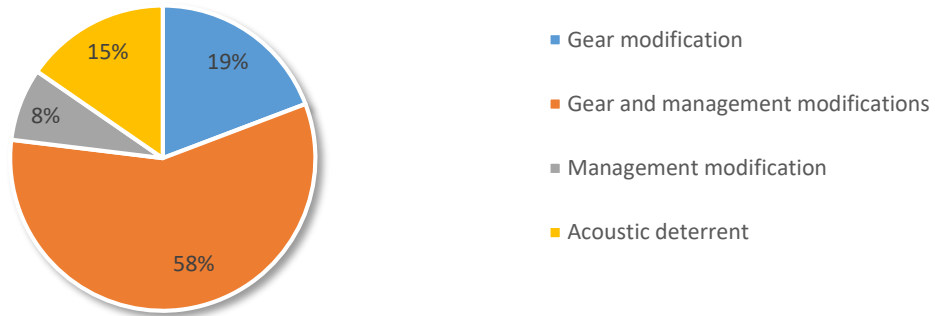 15%
19%
8%
58%
Gear modification
Gear and management modifications
Management modification
Acoustic deterrent